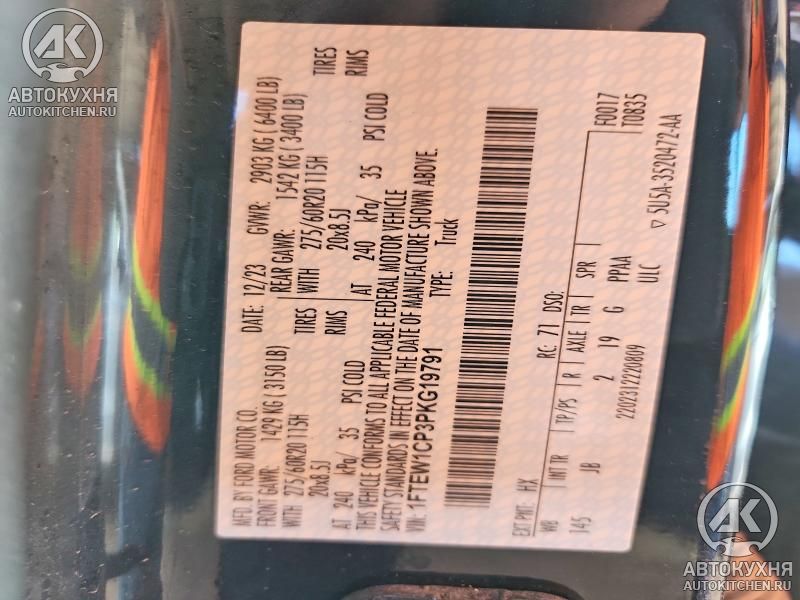 MFD. BY FORD MOTOR CO.
DATE: 12/23 GVWR: 2903 KG ( 6400 LB)
FRONT GAWR: 1429 KG ( 3150 LB) REAR GAWR: 1542 KG ( 3400 LB)
WITH 275/60R20 115H TIRES WITH 275/60R20 115H TIRES
20x8.5J RIMS 20x8.5J RIMS
AT 240 kPa/ 35 PSI COLD AT 240 kPa/ 35 PSI COLD
THIS VEHICLE CONFORMS TO ALL APPLICABLE FEDERAL MOTOR VEHICLE
SAFETY STANDARDS IN EFFECT ON THE DATE OF MANUFACTURE SHOWN ABOVE.
VIN: 1FTEW1CP3PKG19791 TYPE: Truck
EXT PNT: HX RC: 71 DSO: F0017
T0835
WB INT TR TP/PS R AXLE TR SPR
145 JB 2 19 G PPAA
2202312220809 ULC
▽ 5U5A-3520472-AA
AK
АВТОКУХНЯ
AUTOKITCHEN.RU
AK
АВТОКУХНЯ
AUTOKITCHEN.RU